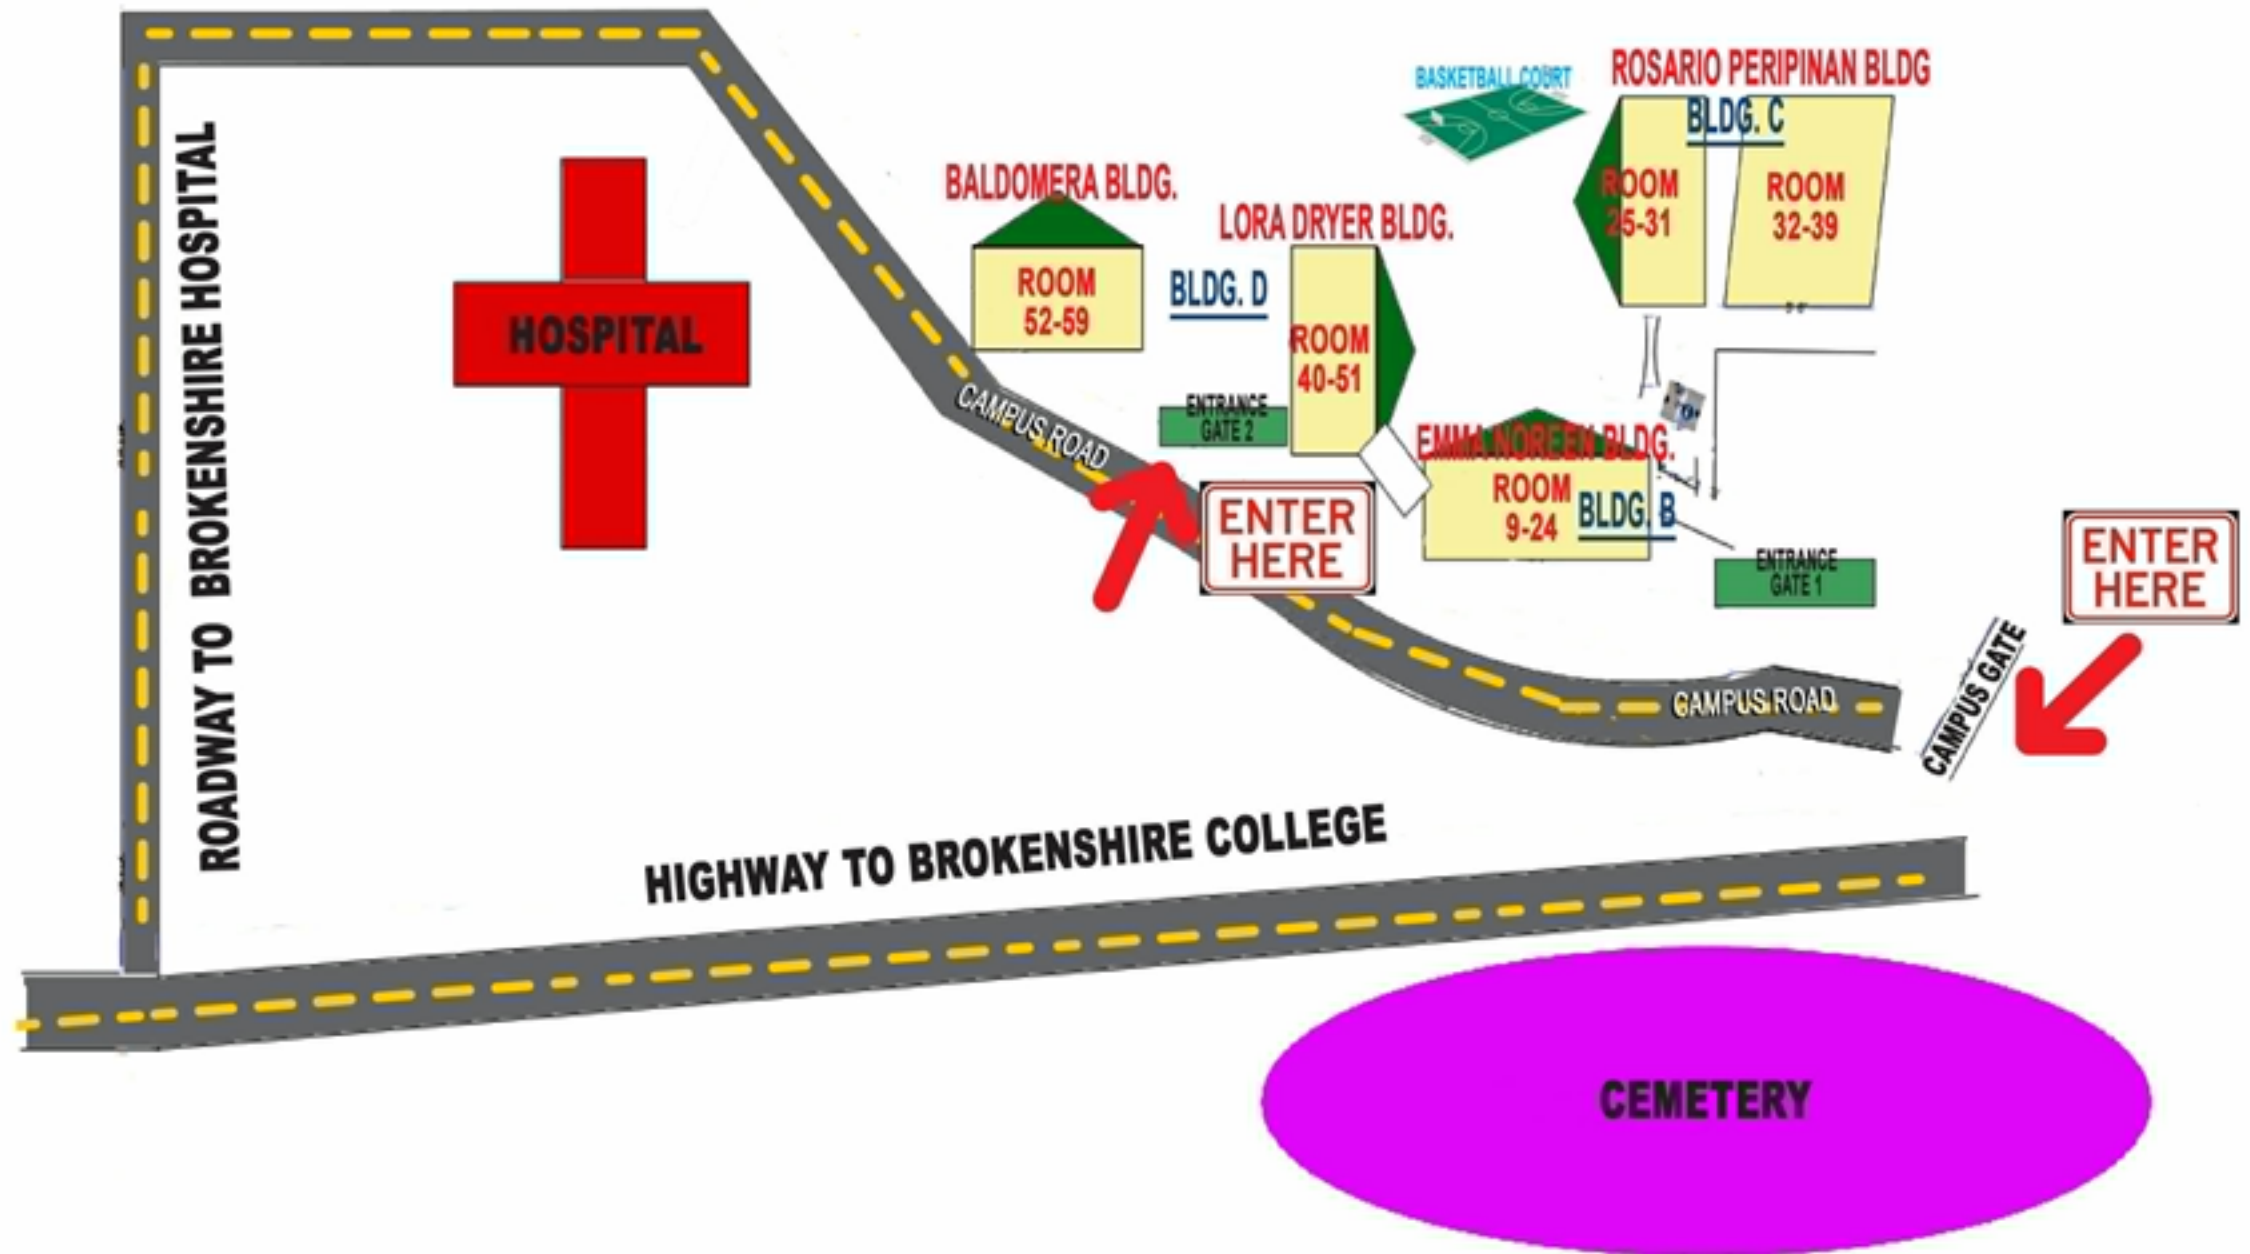 BASKETBALL COURT
ROSARIO PERIPINAN BLDG
BLDG. C
ROOM
25-31
ROOM
32-39
BALDOMERA BLDG.
ROOM
52-59
BLDG. D
LORA DRYER BLDG.
ROOM
40-51
HOSPITAL
ROADWAY TO BROKENSHIRE HOSPITAL
CAMPUS ROAD
ENTRANCE
GATE 2
EMMA NOREEN BLDG.
ROOM
9-24
BLDG. B
ENTER
HERE
ENTRANCE
GATE 1
ENTER
HERE
CAMPUS GATE
CAMPUS ROAD
HIGHWAY TO BROKENSHIRE COLLEGE
CEMETERY